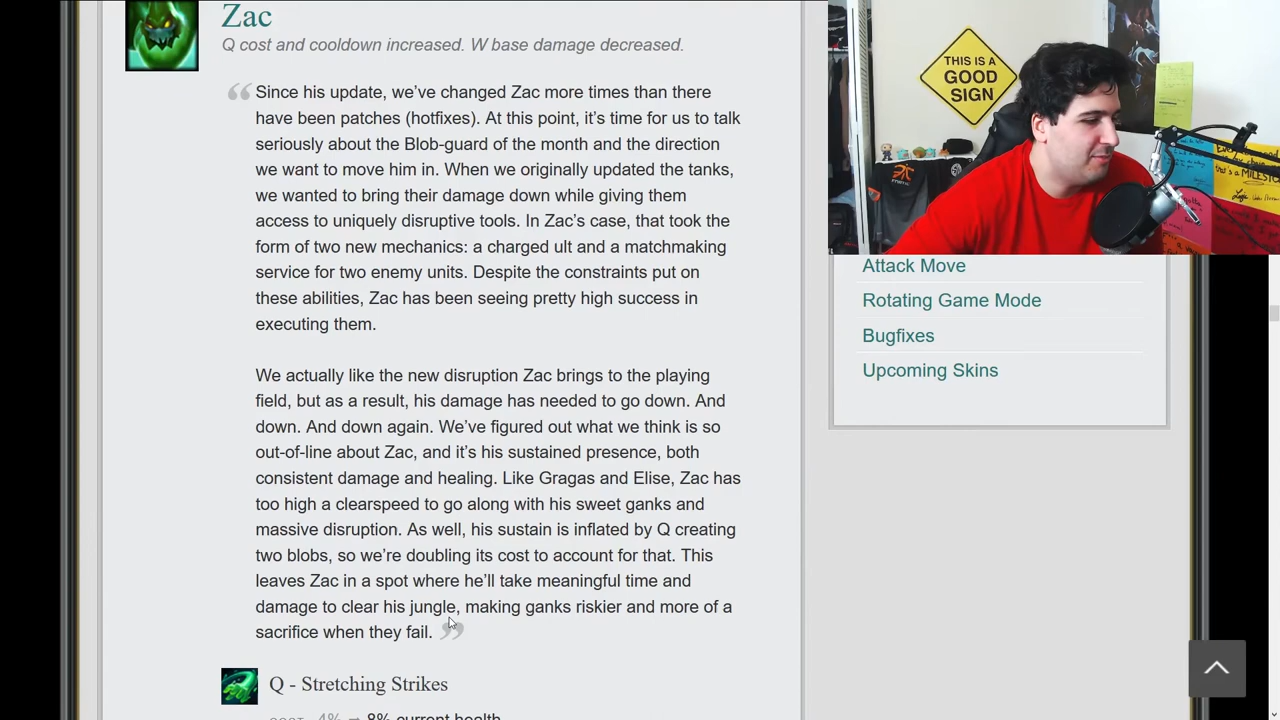 Zac
Q cost and cooldown increased. W base damage decreased.
Since his update, we've changed Zac more times than there
have been patches (hotfixes). At this point, it's time for us to talk
seriously about the Blob-guard of the month and the direction
we want to move him in. When we originally updated the tanks,
we wanted to bring their damage down while giving them
access to uniquely disruptive tools. In Zac's case, that took the
form of two new mechanics: a charged ult and a matchmaking
service for two enemy units. Despite the constraints put on
these abilities, Zac has been seeing pretty high success in
executing them.
We actually like the new disruption Zac brings to the playing
field, but as a result, his damage has needed to go down. And
down. And down again. We've figured out what we think is so
out-of-line about Zac, and it's his sustained presence, both
consistent damage and healing. Like Gragas and Elise, Zac has
too high a clearspeed to go along with his sweet ganks and
massive disruption. As well, his sustain is inflated by Q creating
two blobs, so we're doubling its cost to account for that. This
leaves Zac in a spot where he'll take meaningful time and
damage to clear his jungle, making ganks riskier and more of a
sacrifice when they fail.
Q - Stretching Strikes
COST 4% ⇒ 8% current health
THIS IS A
GOOD
SIGN
fnatic
that's a MILESTONE
Attack Move
Rotating Game Mode
Bugfixes
Upcoming Skins